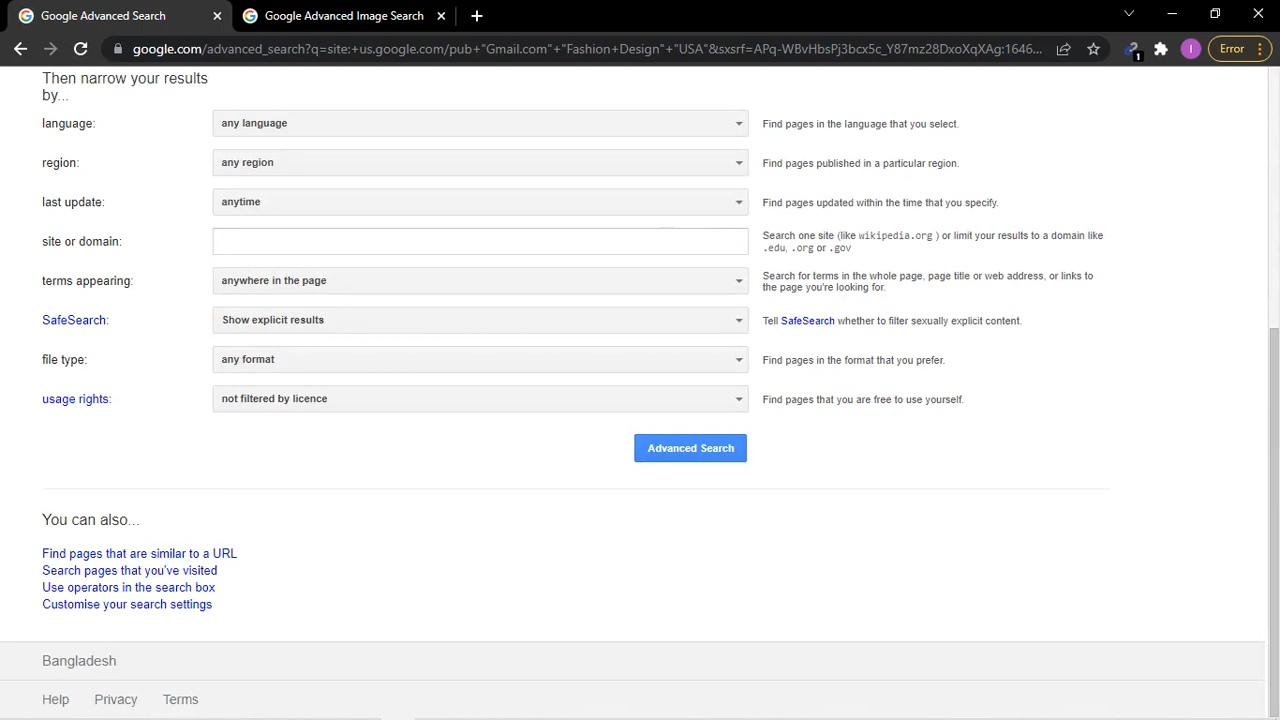 Google Advanced Search
Google Advanced Image Search
google.com/advanced_search?q=site:+us.google.com/pub+"Gmail.com"+"Fashion+Design"+"USA"&sxsrf=APq-WBvHbsPj3bcx5c_Y87mz28DxoXqXAg:1646...
1
I
Error
Then narrow your results
by...
language:
any language
Find pages in the language that you select.
region:
any region
Find pages published in a particular region.
last update:
anytime
Find pages updated within the time that you specify.
site or domain:
Search one site (like wikipedia.org ) or limit your results to a domain like
.edu, .org or .gov
terms appearing:
anywhere in the page
Search for terms in the whole page, page title or web address, or links to
the page you're looking for.
SafeSearch:
Show explicit results
Tell SafeSearch whether to filter sexually explicit content.
file type:
any format
Find pages in the format that you prefer.
usage rights:
not filtered by licence
Find pages that you are free to use yourself.
Advanced Search
You can also...
Find pages that are similar to a URL
Search pages that you've visited
Use operators in the search box
Customise your search settings
Bangladesh
Help
Privacy
Terms